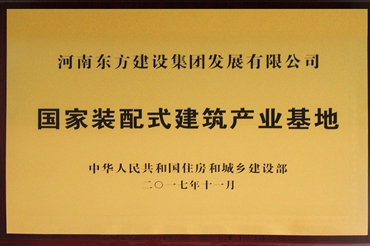 河南东方建设集团发展有限公司
国家装配式建筑产业基地
中华人民共和国住房和城乡建设部
二〇一七年十一月